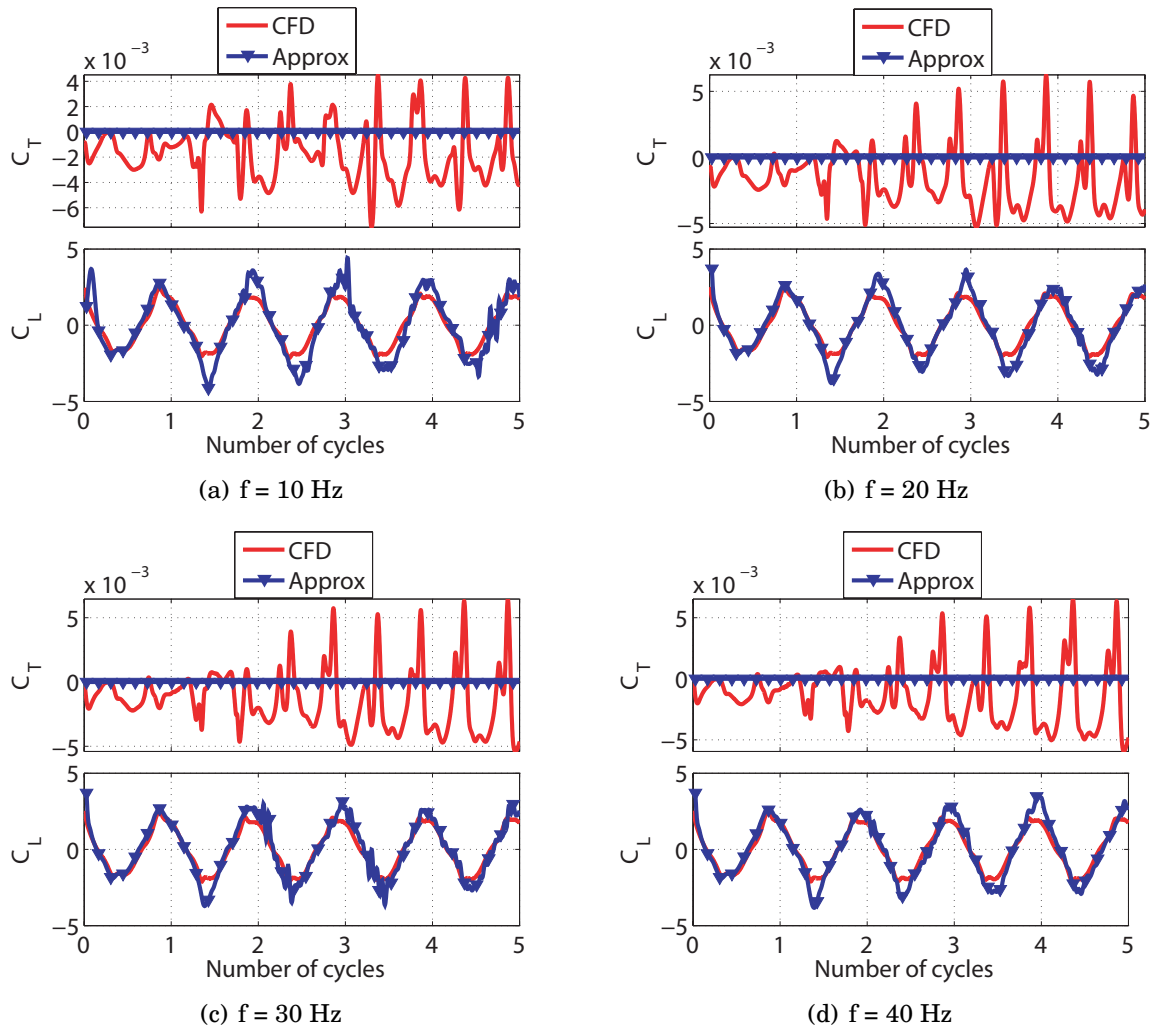 CFD
Approx
x 10⁻³
4
2
0
−2
−4
−6
C_T
5
0
−5
C_L
0 1 2 3 4 5
Number of cycles
(a) f = 10 Hz
CFD
Approx
x 10⁻³
5
0
−5
C_T
5
0
−5
C_L
0 1 2 3 4 5
Number of cycles
(b) f = 20 Hz
CFD
Approx
x 10⁻³
5
0
−5
C_T
5
0
−5
C_L
0 1 2 3 4 5
Number of cycles
(c) f = 30 Hz
CFD
Approx
x 10⁻³
5
0
−5
C_T
5
0
−5
C_L
0 1 2 3 4 5
Number of cycles
(d) f = 40 Hz